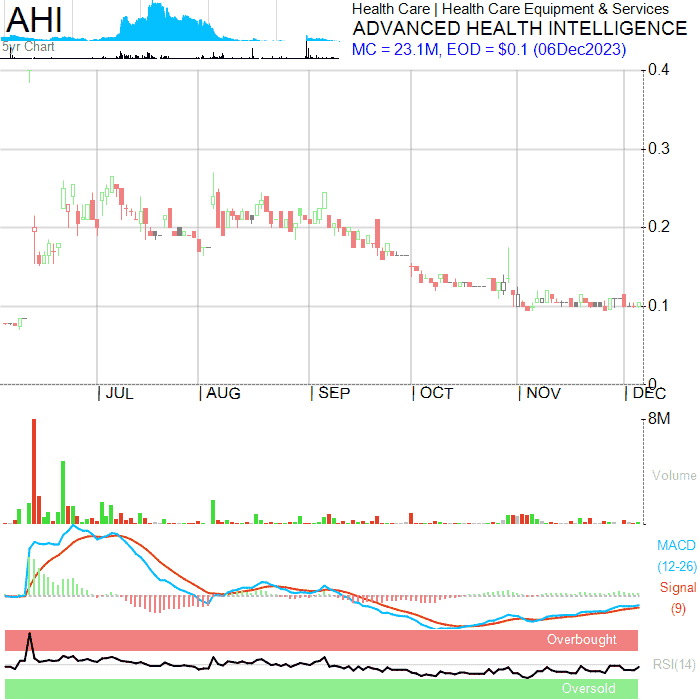 AHI
5yr Chart
Health Care | Health Care Equipment & Services
ADVANCED HEALTH INTELLIGENCE
MC = 23.1M, EOD = $0.1 (06Dec2023)
0.4
0.3
0.2
0.1
0
| JUL | AUG | SEP | OCT | NOV | DEC
8M
Volume
MACD
(12-26)
Signal
(9)
Overbought
RSI(14)
Oversold